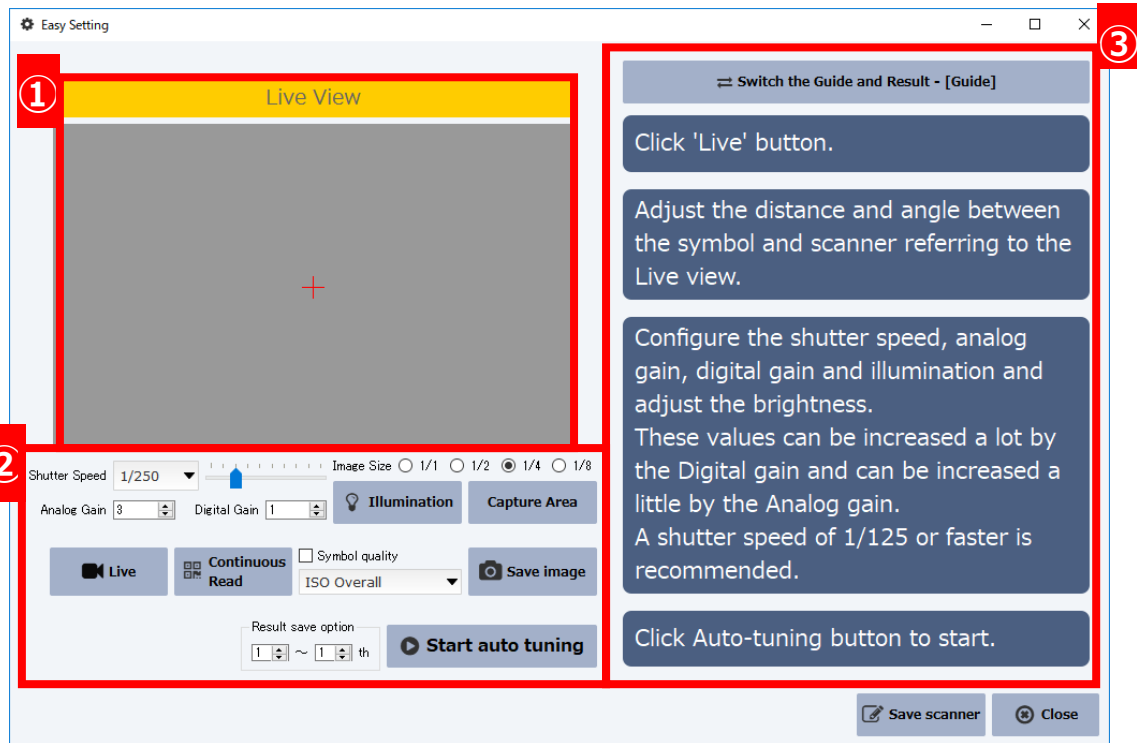 Easy Setting
①
③
Live View
Switch the Guide and Result - [Guide]
Click 'Live' button.
Adjust the distance and angle between
the symbol and scanner referring to the
Live view.
Configure the shutter speed, analog
gain, digital gain and illumination and
adjust the brightness.
These values can be increased a lot by
the Digital gain and can be increased a
little by the Analog gain.
A shutter speed of 1/125 or faster is
recommended.
Click Auto-tuning button to start.
②
Shutter Speed 1/250 Image Size 1/1 1/2 1/4 1/8
Analog Gain 3 Digital Gain 1 Illumination Capture Area
Live
Continuous
Read
Symbol quality
ISO Overall
Save image
Result save option
1 ~ 1 th
Start auto tuning
Save scanner
Close